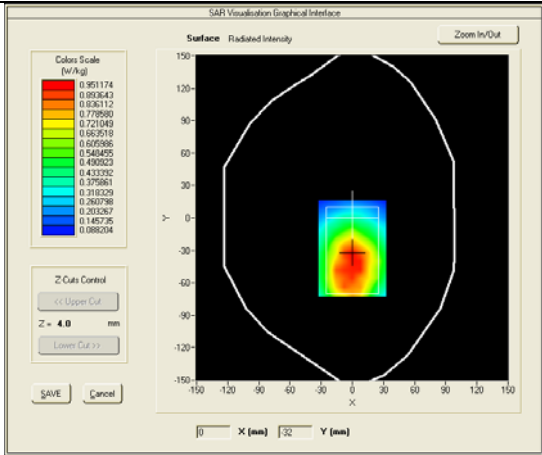 SAR Visualisation Graphical Interface
Surface Radiated Intensity
Zoom In/Out
Colors Scale
(W/kg)
0.951174
0.893643
0.836112
0.778580
0.721049
0.663518
0.605986
0.548455
0.490923
0.433392
0.375861
0.318329
0.260798
0.203267
0.145735
0.088204
Z-Cuts Control
<< Upper Cut
Z = 4.0 mm
Lower Cut >>
SAVE Cancel
150
120
90
60
30
0
-30
-60
-90
-120
-150
Y
-150 -120 -90 -60 -30 0 30 60 90 120 150
X
0 X (mm) -32 Y (mm)